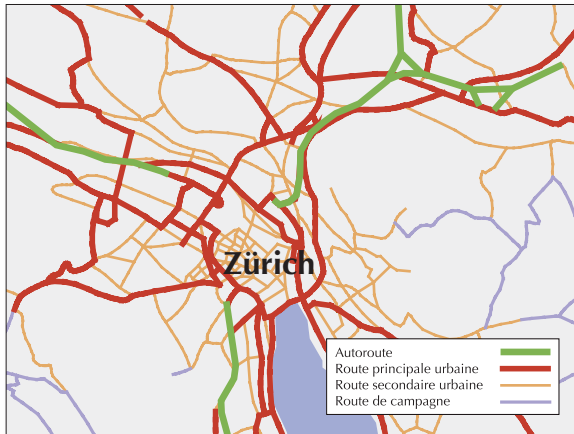 Zürich
Autoroute
Route principale urbaine
Route secondaire urbaine
Route de campagne